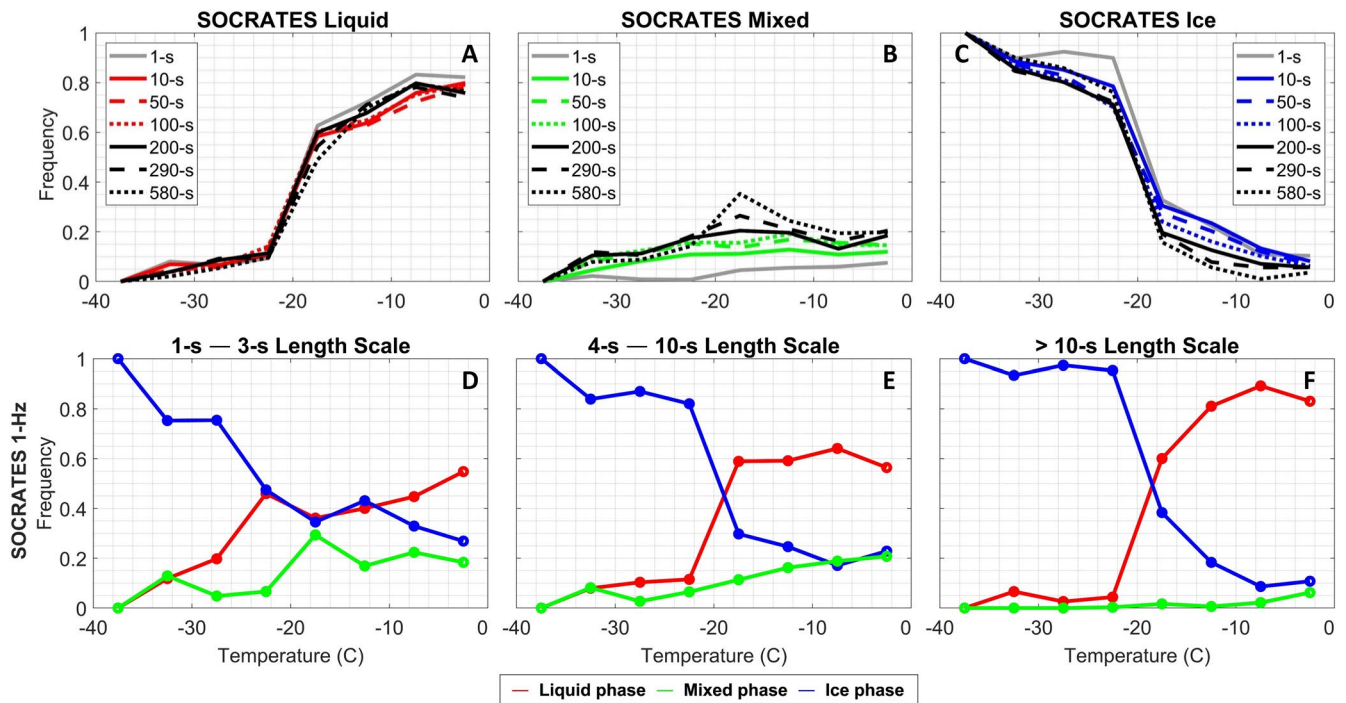 SOCRATES Liquid
SOCRATES Mixed
SOCRATES Ice
A
B
C
1-s
10-s
50-s
100-s
200-s
290-s
580-s
1-s
10-s
50-s
100-s
200-s
290-s
580-s
1-s
10-s
50-s
100-s
200-s
290-s
580-s
Frequency
1
0.8
0.6
0.4
0.2
0
-40 -30 -20 -10 0
-40 -30 -20 -10 0
-40 -30 -20 -10 0
1-s — 3-s Length Scale
4-s — 10-s Length Scale
> 10-s Length Scale
D
E
F
SOCRATES 1-Hz
Frequency
1
0.8
0.6
0.4
0.2
0
-40 -30 -20 -10 0
-40 -30 -20 -10 0
-40 -30 -20 -10 0
Temperature (C)
Temperature (C)
Temperature (C)
Liquid phase Mixed phase Ice phase